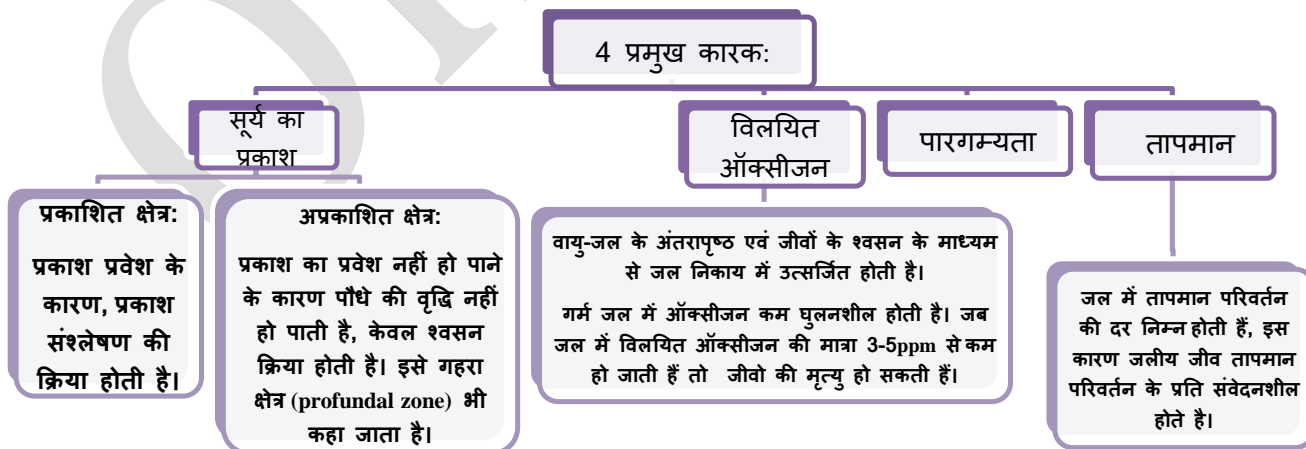 4 प्रमुख कारक:
सूर्य का
प्रकाश
विलयित
ऑक्सीजन
पारगम्यता
तापमान
प्रकाशित क्षेत्र:
प्रकाश प्रवेश के
कारण, प्रकाश
संश्लेषण की
क्रिया होती है।
अप्रकाशित क्षेत्र:
प्रकाश का प्रवेश नहीं हो पाने
के कारण पौधे की वृद्धि नहीं
हो पाती है, केवल श्वसन
क्रिया होती है। इसे गहरा
क्षेत्र (profundal zone) भी
कहा जाता है।
वायु-जल के अंतरापृष्ठ एवं जीवों के श्वसन के माध्यम
से जल निकाय में उत्सर्जित होती है।
गर्म जल में ऑक्सीजन कम घुलनशील होती है। जब
जल में विलयित ऑक्सीजन की मात्रा 3-5ppm से कम
हो जाती हैं तो जीवो की मृत्यु हो सकती हैं।
जल में तापमान परिवर्तन
की दर निम्न होती हैं, इस
कारण जलीय जीव तापमान
परिवर्तन के प्रति संवेदनशील
होते है।